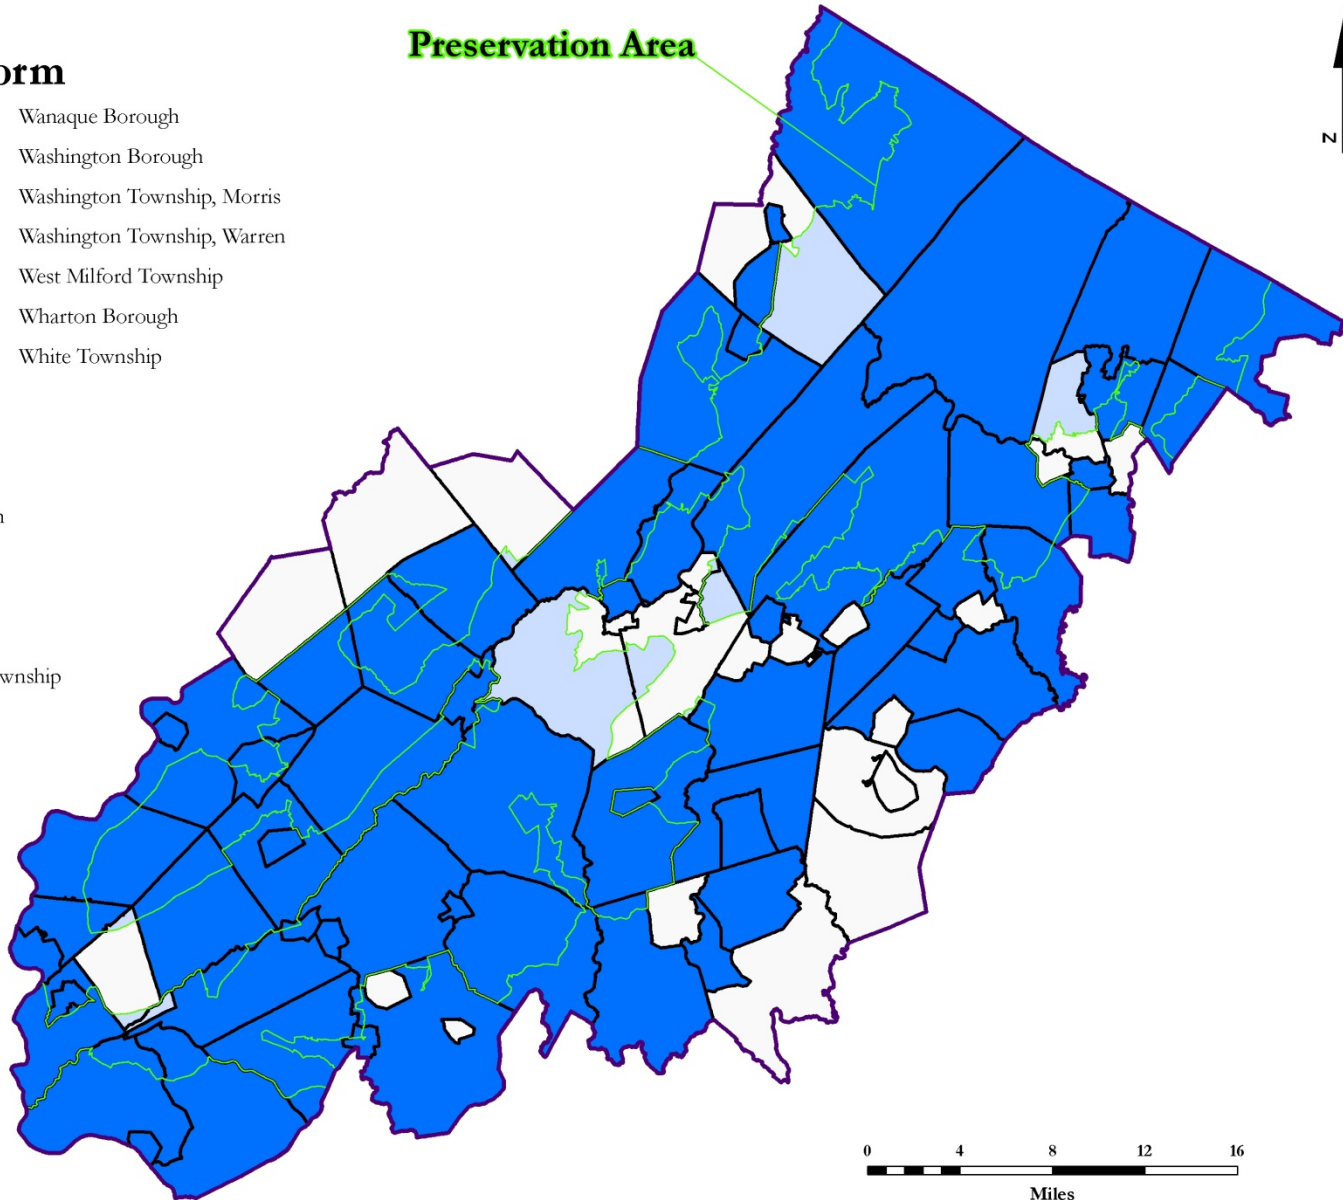 Preservation Area
orm
Wanaque Borough
Washington Borough
Washington Township, Morris
Washington Township, Warren
West Milford Township
Wharton Borough
White Township
n
wnship
N
0 4 8 12 16
Miles